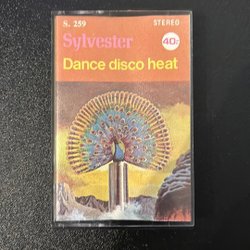 S. 259 STEREO
Sylvester
40:
Dance disco heat